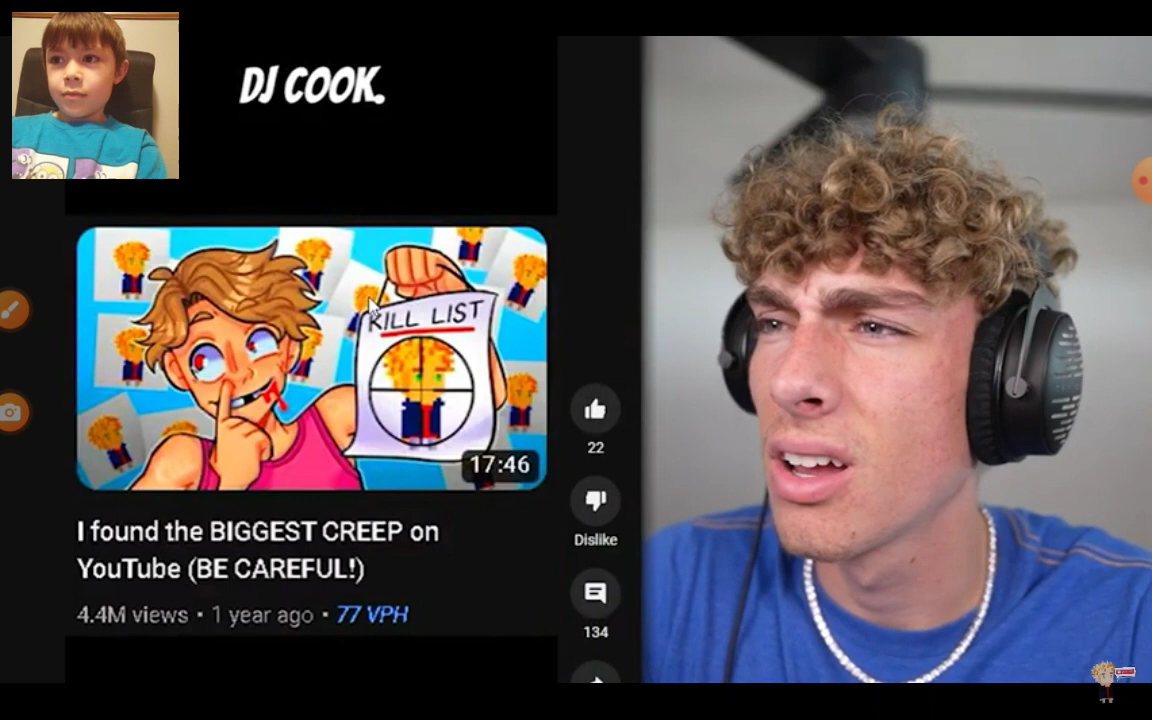 DJ COOK.
KILL LIST
17:46
I found the BIGGEST CREEP on
YouTube (BE CAREFUL!)
4.4M views • 1 year ago • 77 VPH
22
Dislike
134